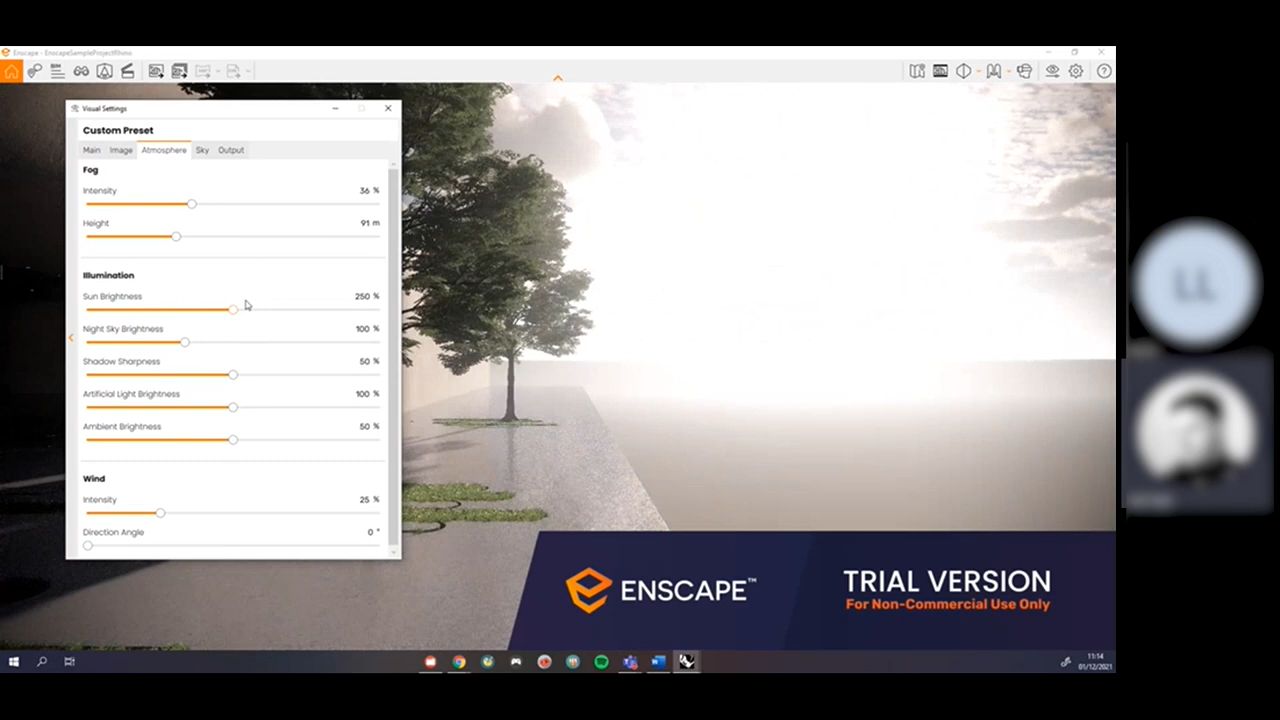 Enscape - EnscapeSampleProjectRhino
Visual Settings
Custom Preset
Main Image Atmosphere Sky Output
Fog
Intensity 36 %
Height 91 m
Illumination
Sun Brightness 250 %
Night Sky Brightness 100 %
Shadow Sharpness 50 %
Artificial Light Brightness 100 %
Ambient Brightness 50 %
Wind
Intensity 25 %
Direction Angle 0 °
ENSCAPE™
TRIAL VERSION
For Non-Commercial Use Only
LL
11:14
01/12/2021